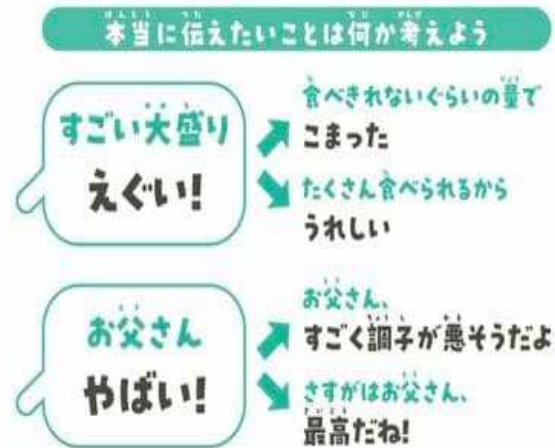 本当に伝えたいことは何か考えよう
すごい大盛り
えぐい!
食べきれないぐらいの量で
こまった
たくさん食べられるから
うれしい
お父さん
やばい!
お父さん、
すごく調子が悪そうだよ
さすがはお父さん、
最高だね!